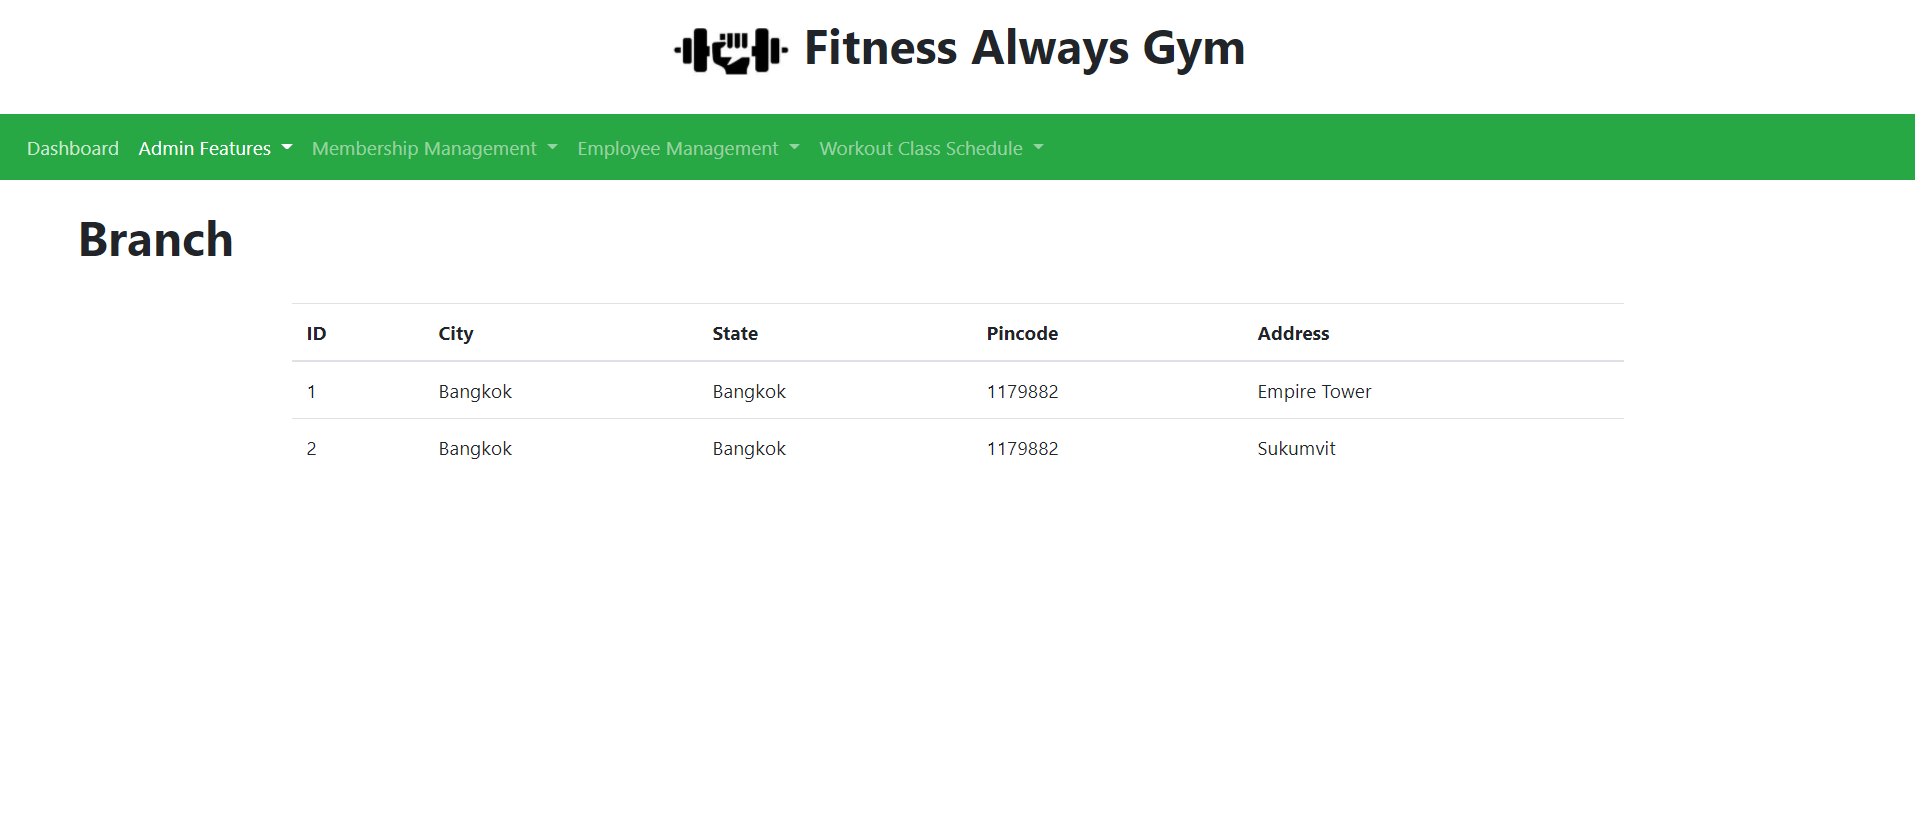 Fitness Always Gym
Dashboard Admin Features Membership Management Employee Management Workout Class Schedule
Branch
ID City State Pincode Address
1 Bangkok Bangkok 1179882 Empire Tower
2 Bangkok Bangkok 1179882 Sukumvit